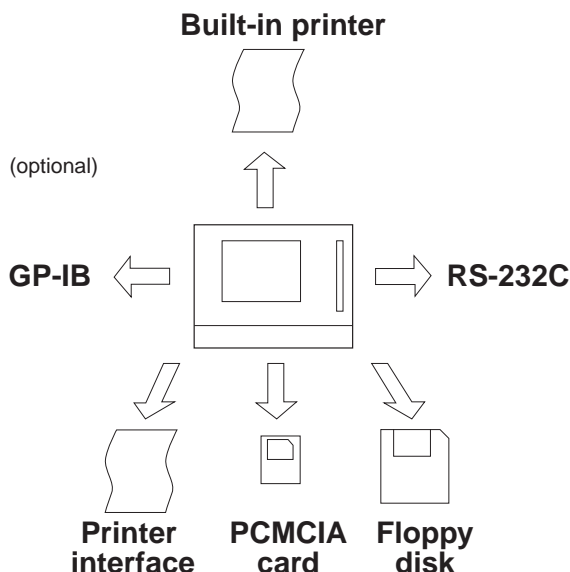 Built-in printer
(optional)
GP-IB
RS-232C
Printer
interface
PCMCIA
card
Floppy
disk